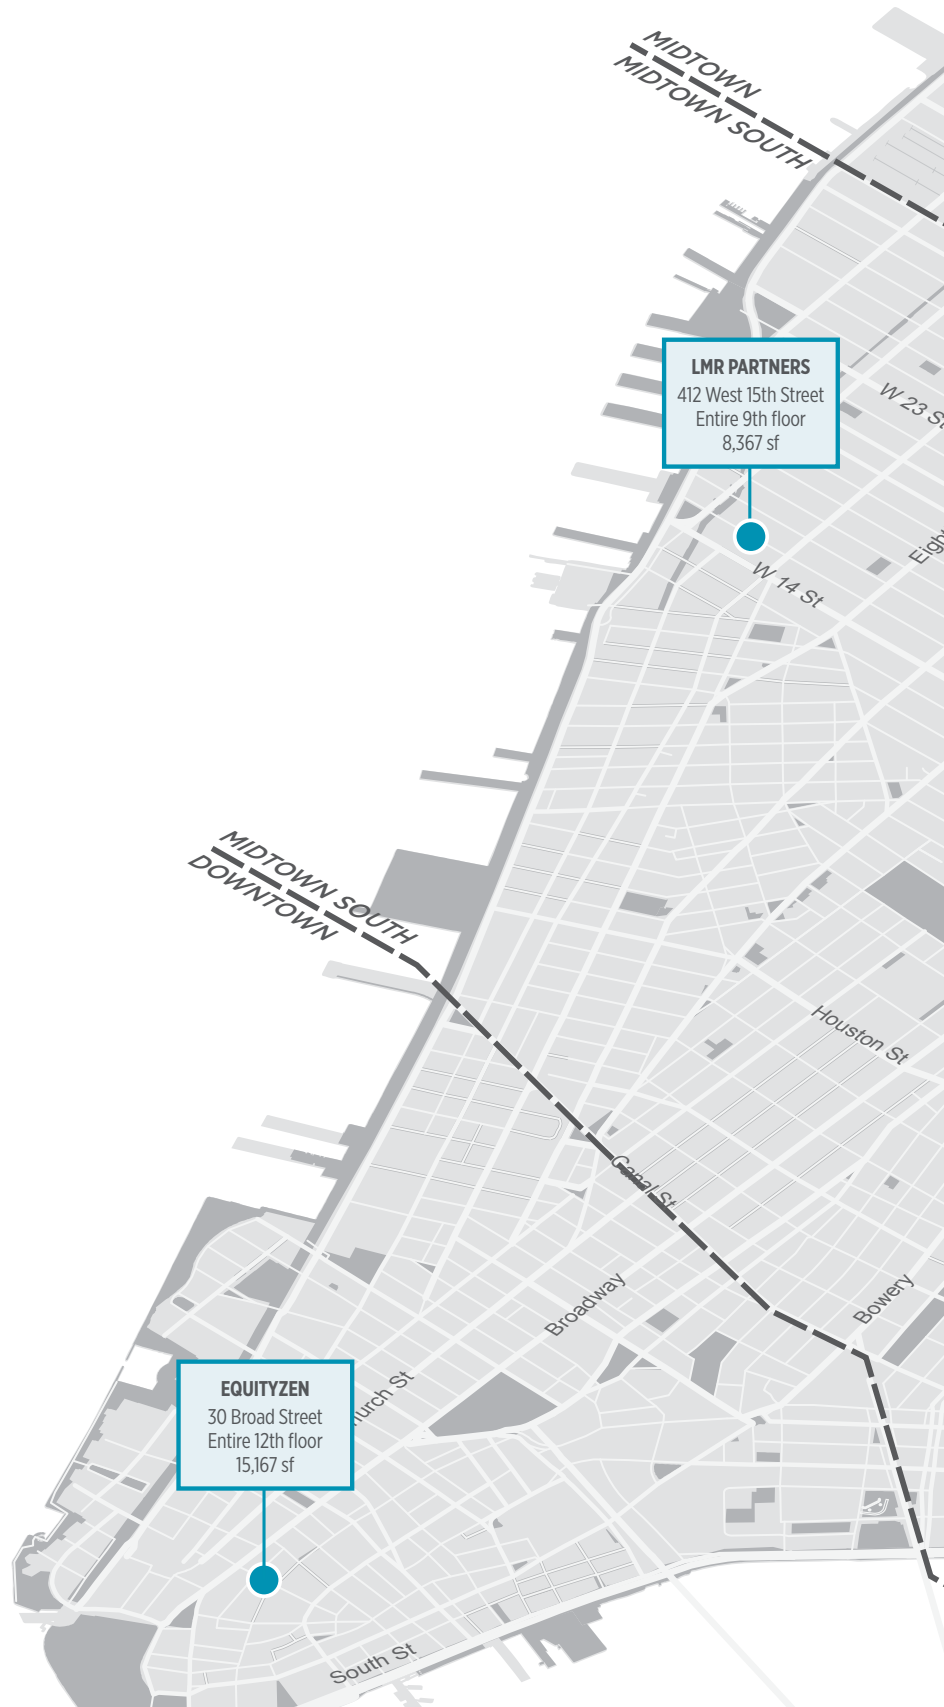 MIDTOWN
MIDTOWN SOUTH
LMR PARTNERS
412 West 15th Street
Entire 9th floor
8,367 sf
W 23 St
W 14 St
MIDTOWN SOUTH
DOWNTOWN
Houston St
Canal St
Broadway
Bowery
EQUITYZEN
30 Broad Street
Entire 12th floor
15,167 sf
hurch St
South St